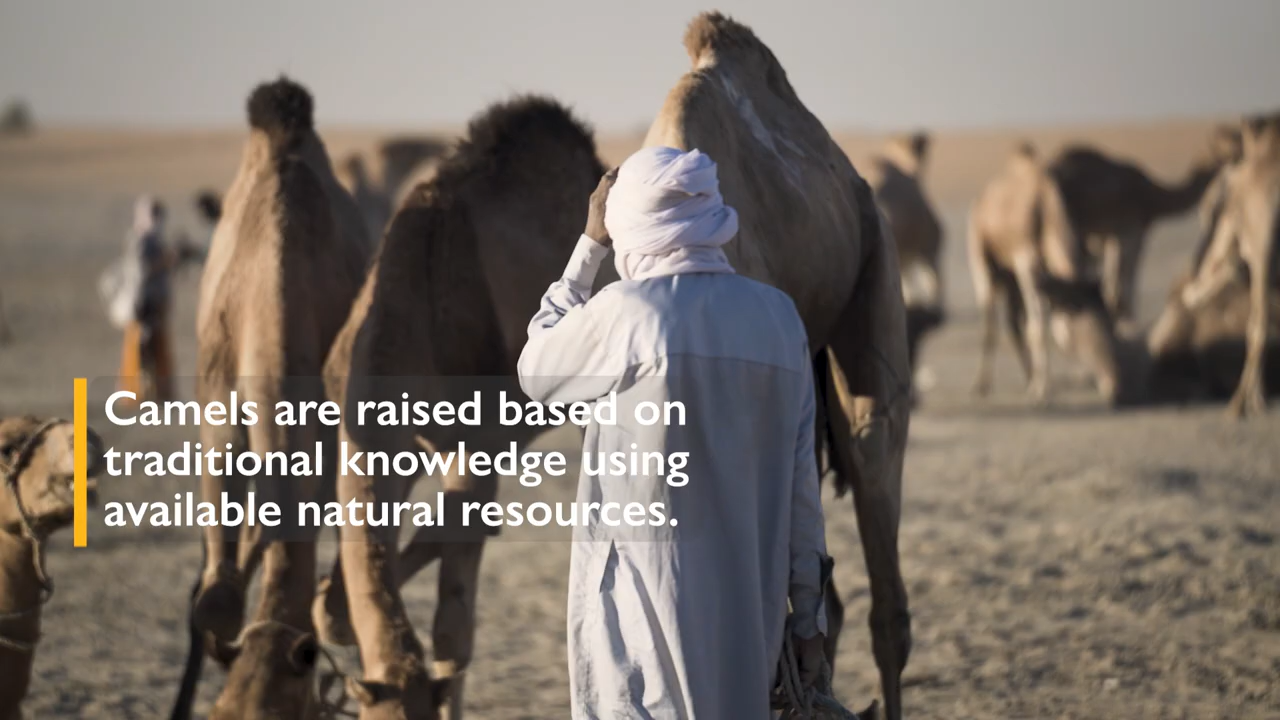 Camels are raised based on
traditional knowledge using
available natural resources.